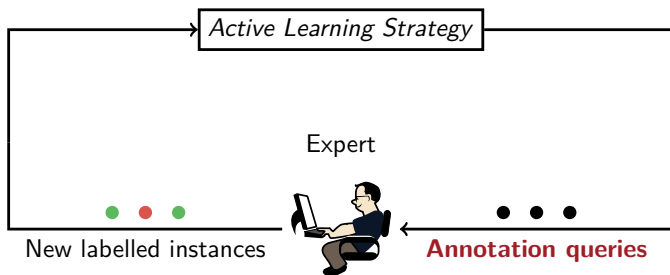 Active Learning Strategy
Expert
New labelled instances
Annotation queries